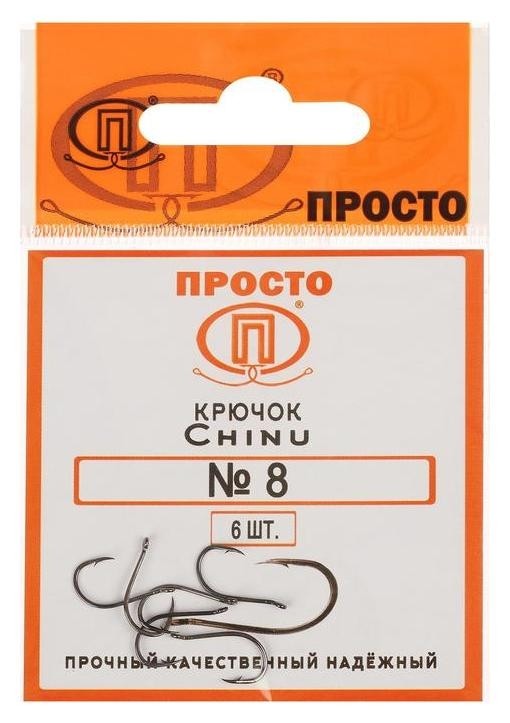 П®
ПРОСТО
ПРОСТО
П®
КРЮЧОК
CHINU
№ 8
6 ШТ.
ПРОЧНЫЙ КАЧЕСТВЕННЫЙ НАДЁЖНЫЙ